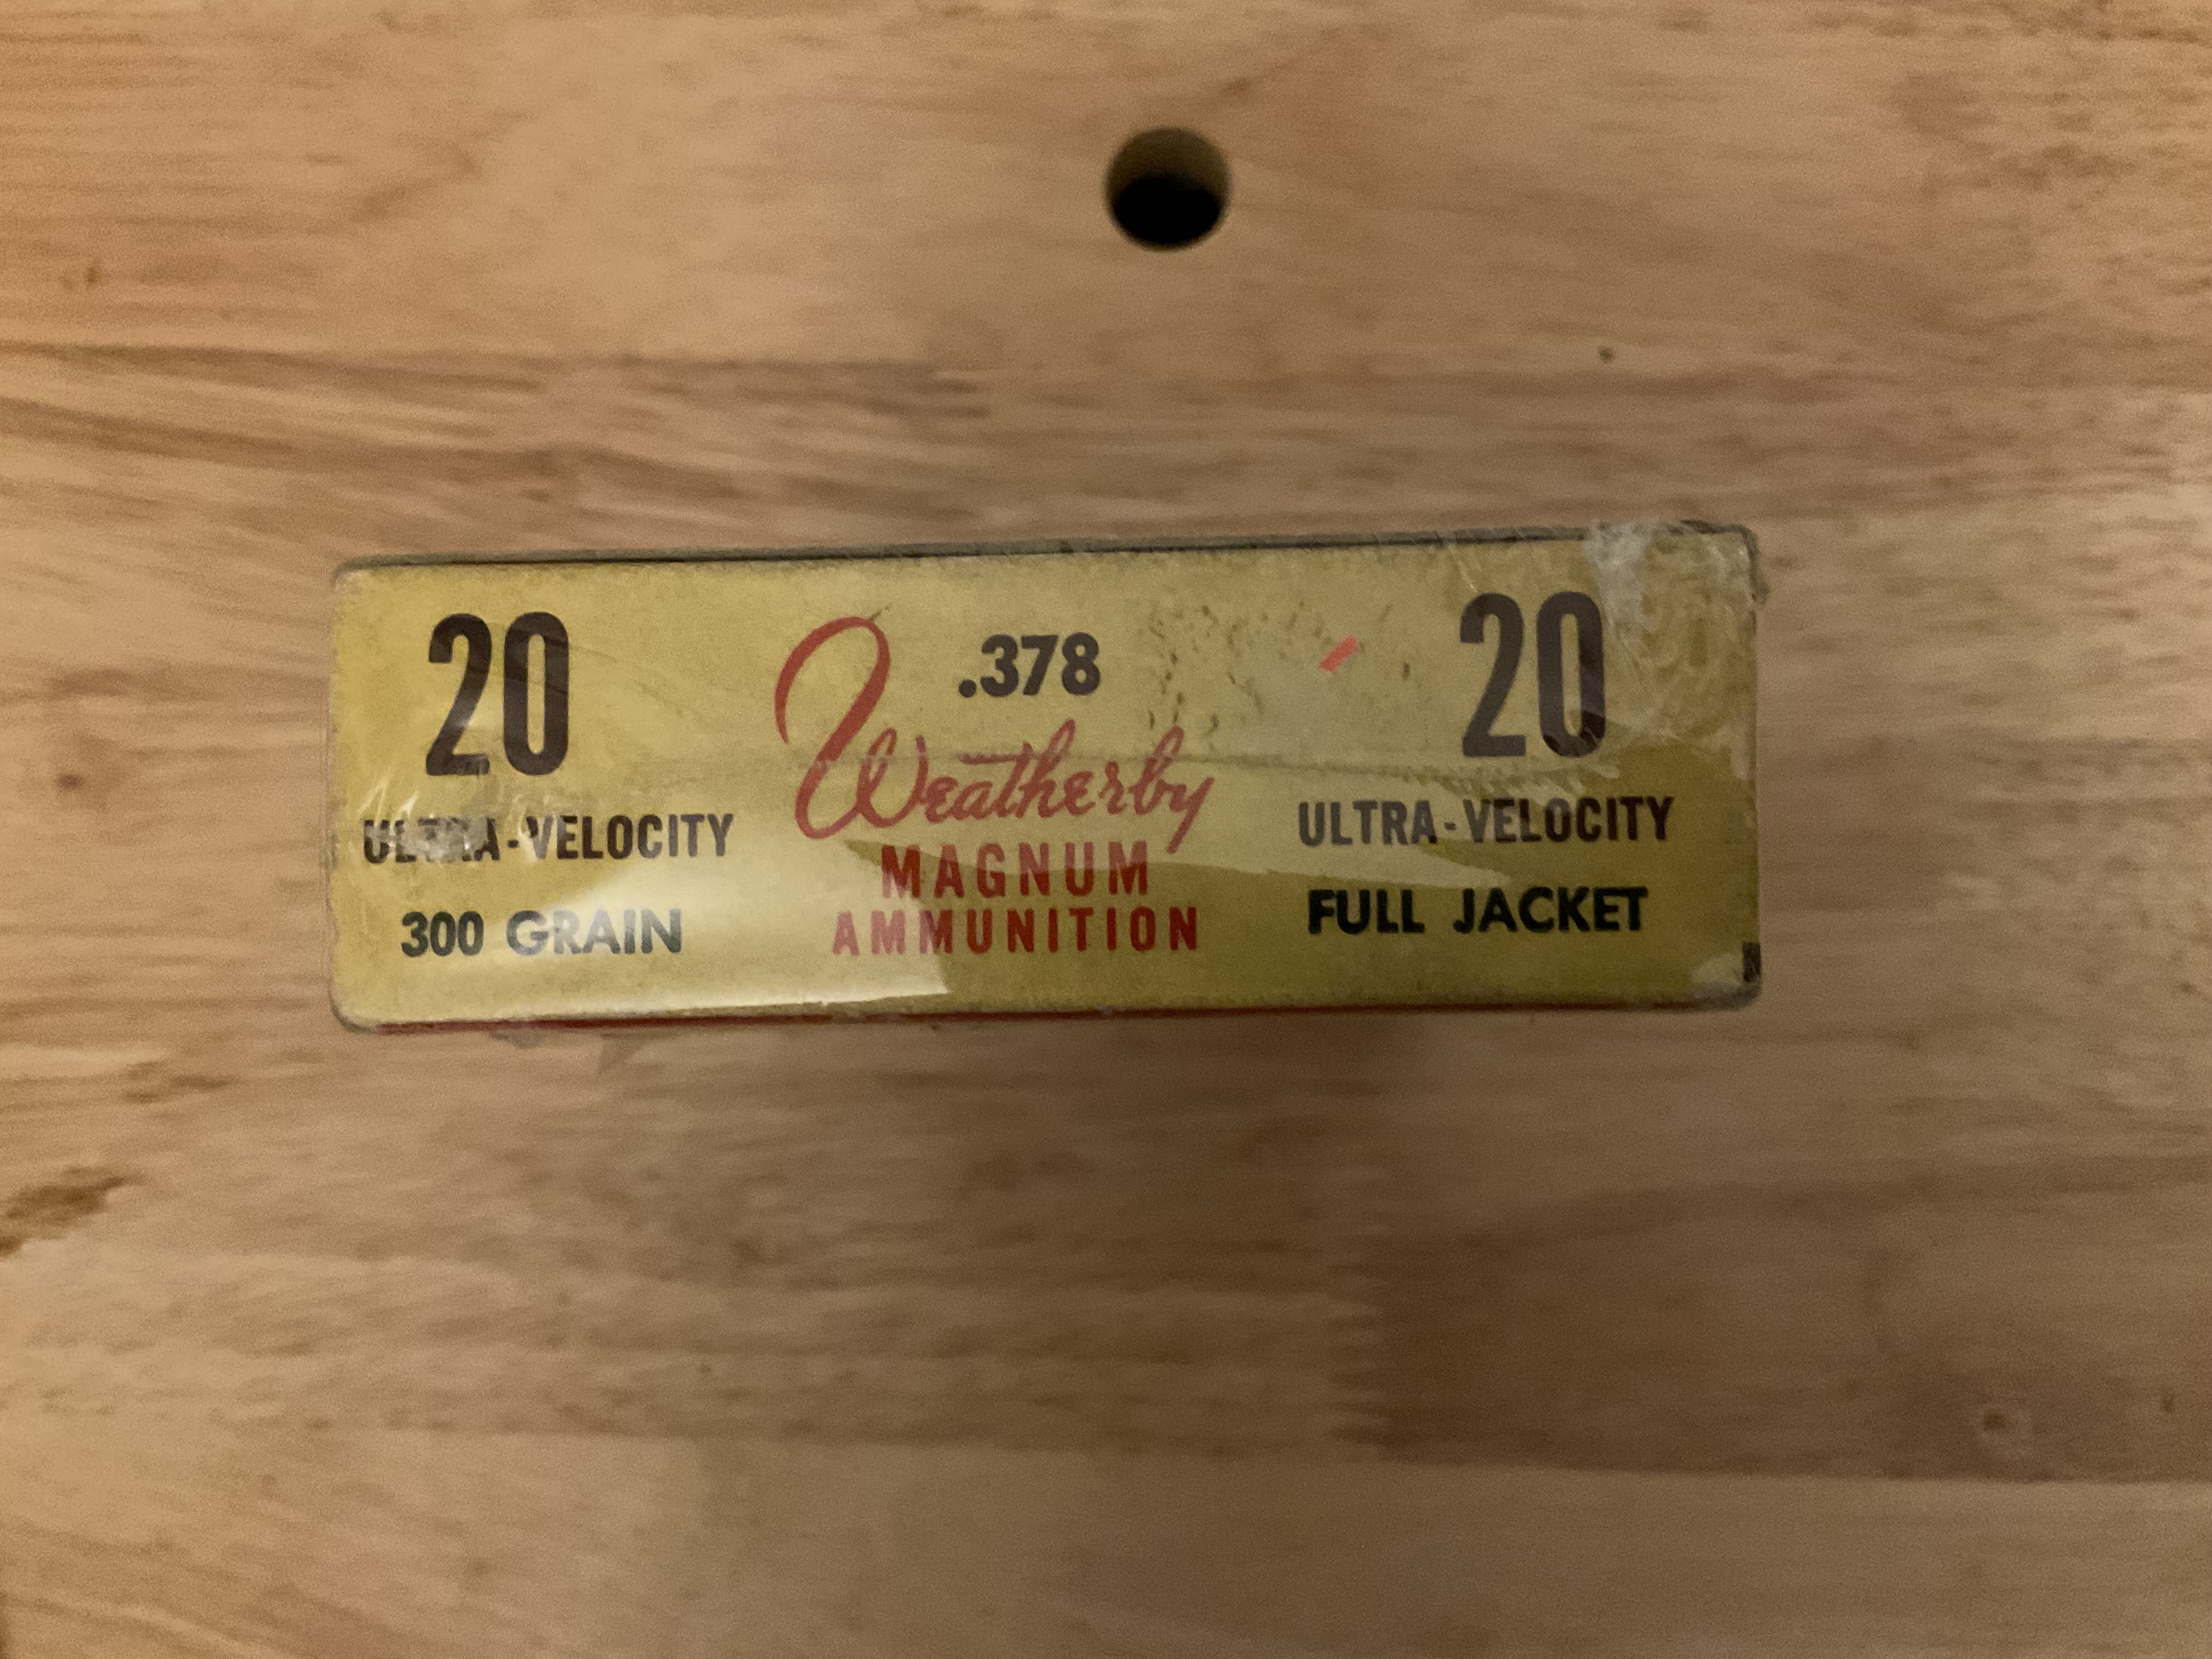 20
ULTRA-VELOCITY
300 GRAIN
.378
Weatherby
MAGNUM
AMMUNITION
20
ULTRA-VELOCITY
FULL JACKET